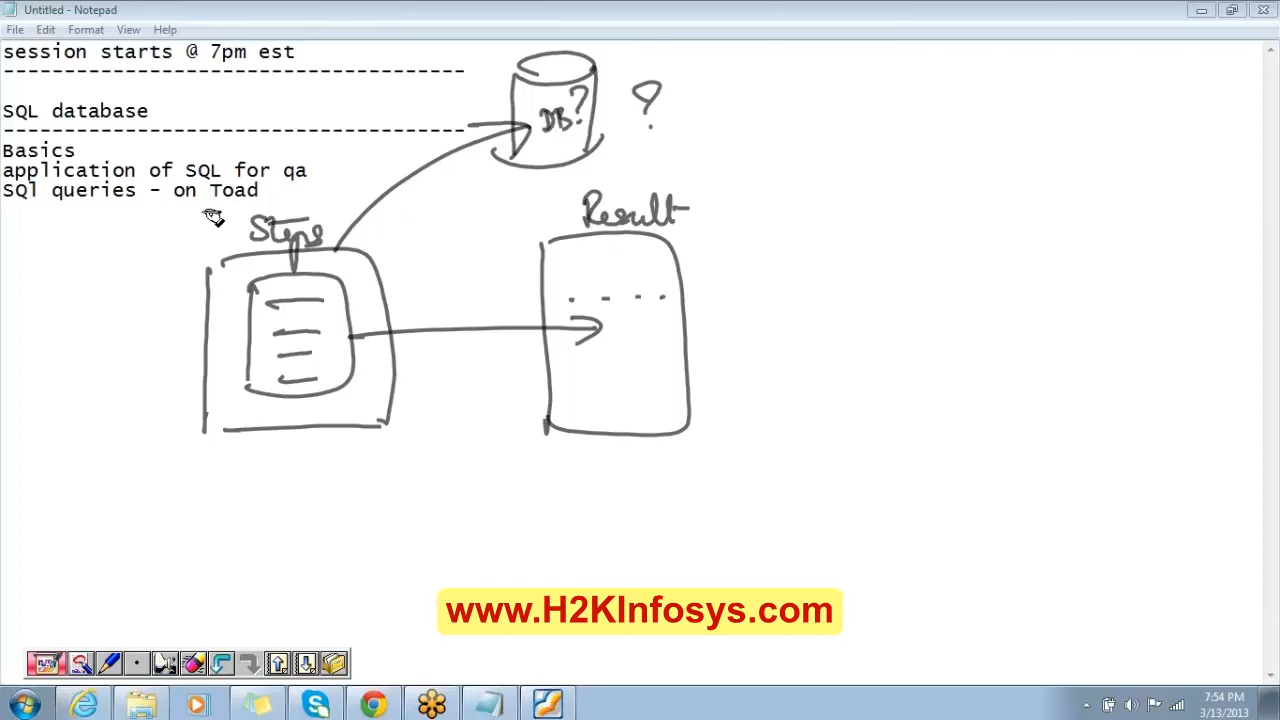 Untitled - Notepad
File Edit Format View Help
session starts @ 7pm est
---------------------------------------
SQL database
---------------------------------------
Basics
application of SQL for qa
SQl queries - on Toad
DB?
?
Steps
Result
www.H2KInfosys.com
7:54 PM
3/13/2013